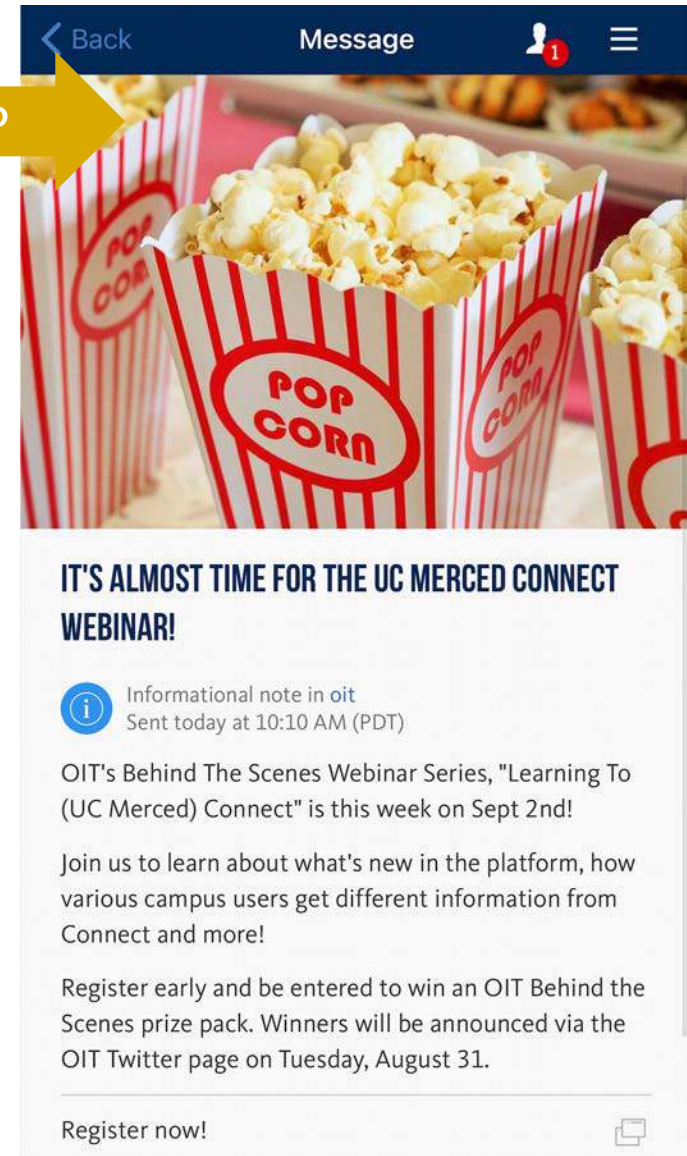 Back
Message
1
POP
CORN
POP
CORN
POP
CORN
IT'S ALMOST TIME FOR THE UC MERCED CONNECT
WEBINAR!
Informational note in oit
Sent today at 10:10 AM (PDT)
OIT's Behind The Scenes Webinar Series, "Learning To
(UC Merced) Connect" is this week on Sept 2nd!
Join us to learn about what's new in the platform, how
various campus users get different information from
Connect and more!
Register early and be entered to win an OIT Behind the
Scenes prize pack. Winners will be announced via the
OIT Twitter page on Tuesday, August 31.
Register now!